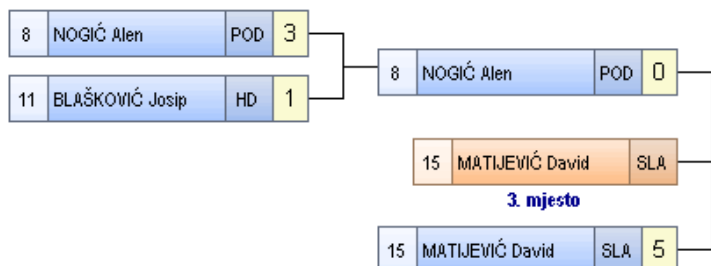 8 NOGIĆ Alen POD 3
8 NOGIĆ Alen POD 0
11 BLAŠKOVIĆ Josip HD 1
15 MATIJEVIĆ David SLA
3. mjesto
15 MATIJEVIĆ David SLA 5